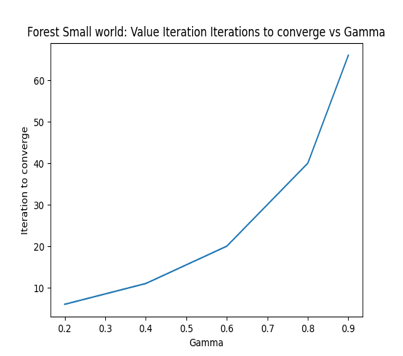 Forest Small world: Value Iteration Iterations to converge vs Gamma
Iteration to converge
60
50
40
30
20
10
0.2 0.3 0.4 0.5 0.6 0.7 0.8 0.9
Gamma